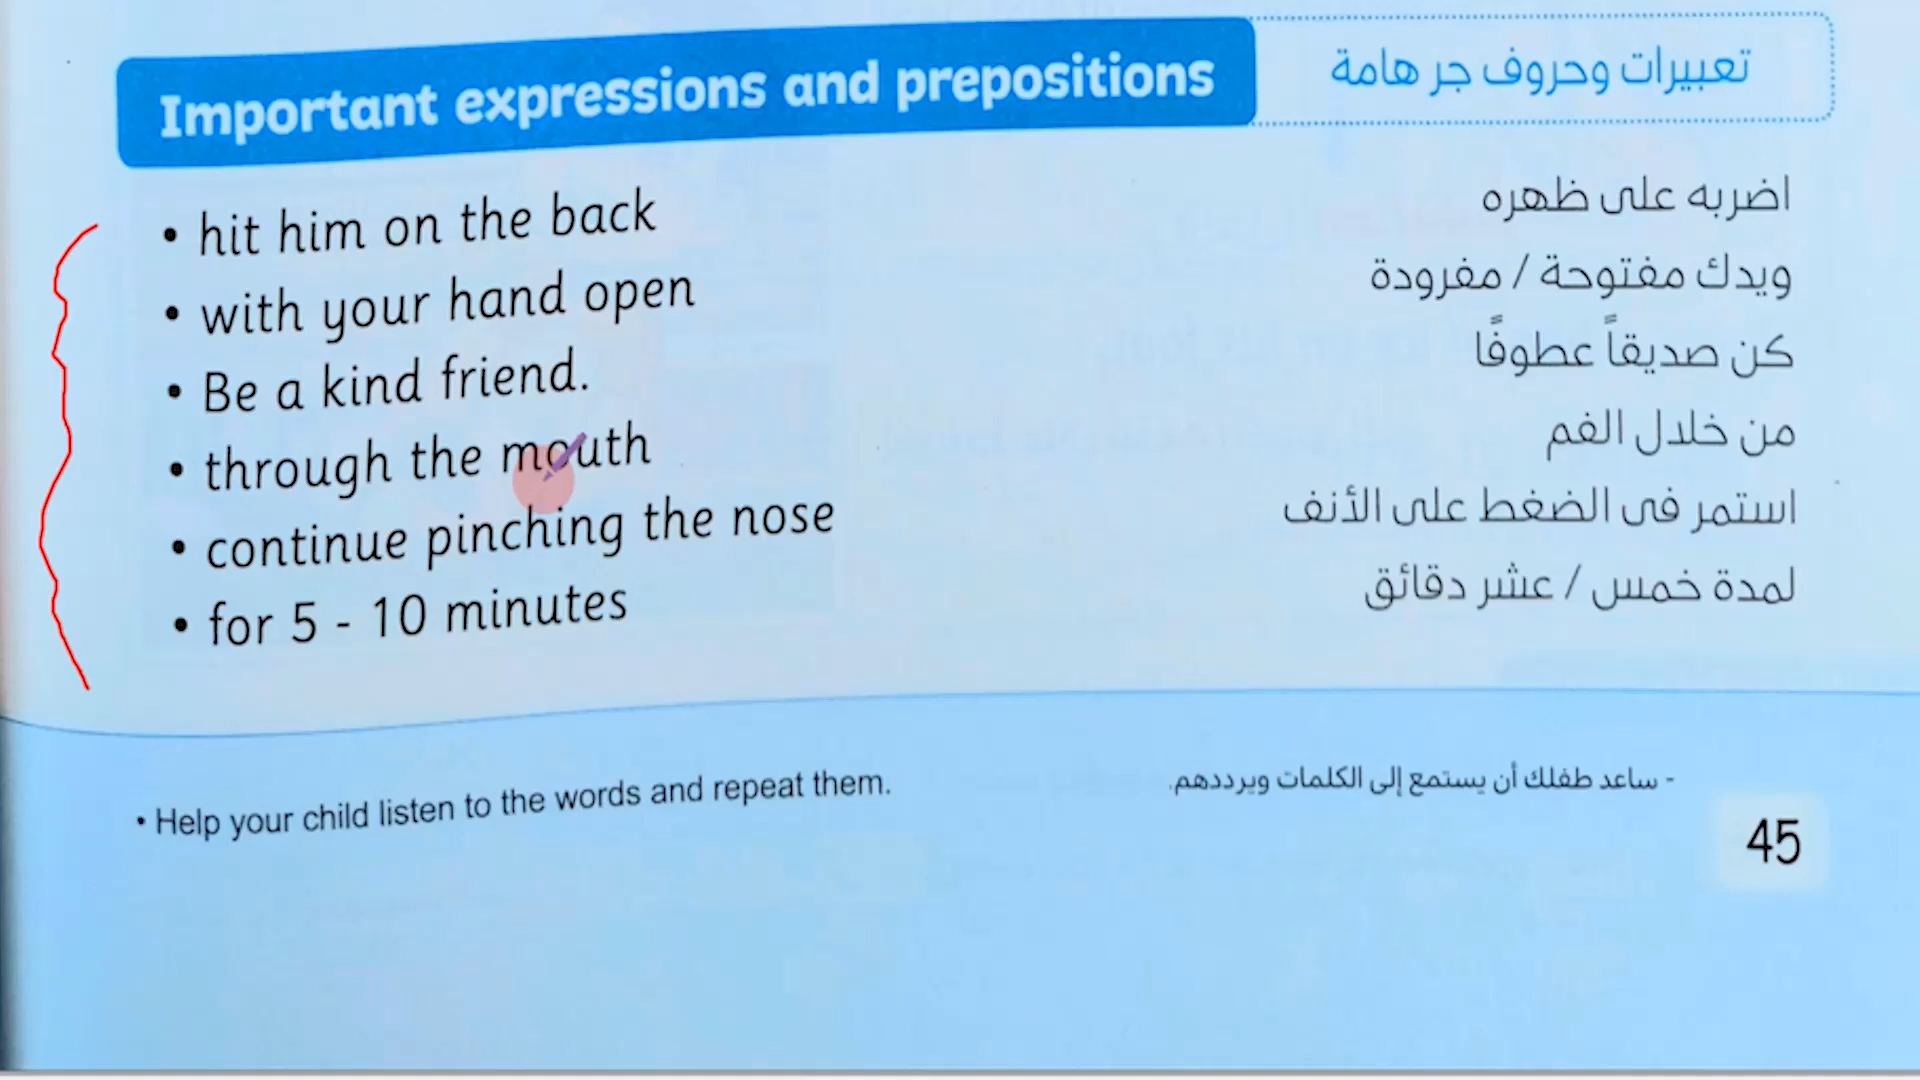 Important expressions and prepositions
تعبيرات وحروف جر هامة
• hit him on the back
اضربه على ظهره
• with your hand open
ويدك مفتوحة / مفرودة
• Be a kind friend.
كن صديقاً عطوفًا
• through the mouth
من خلال الفم
• continue pinching the nose
استمر فى الضغط على الأنف
• for 5 - 10 minutes
لمدة خمس / عشر دقائق
• Help your child listen to the words and repeat them.
- ساعد طفلك أن يستمع إلى الكلمات ويرددهم.
45